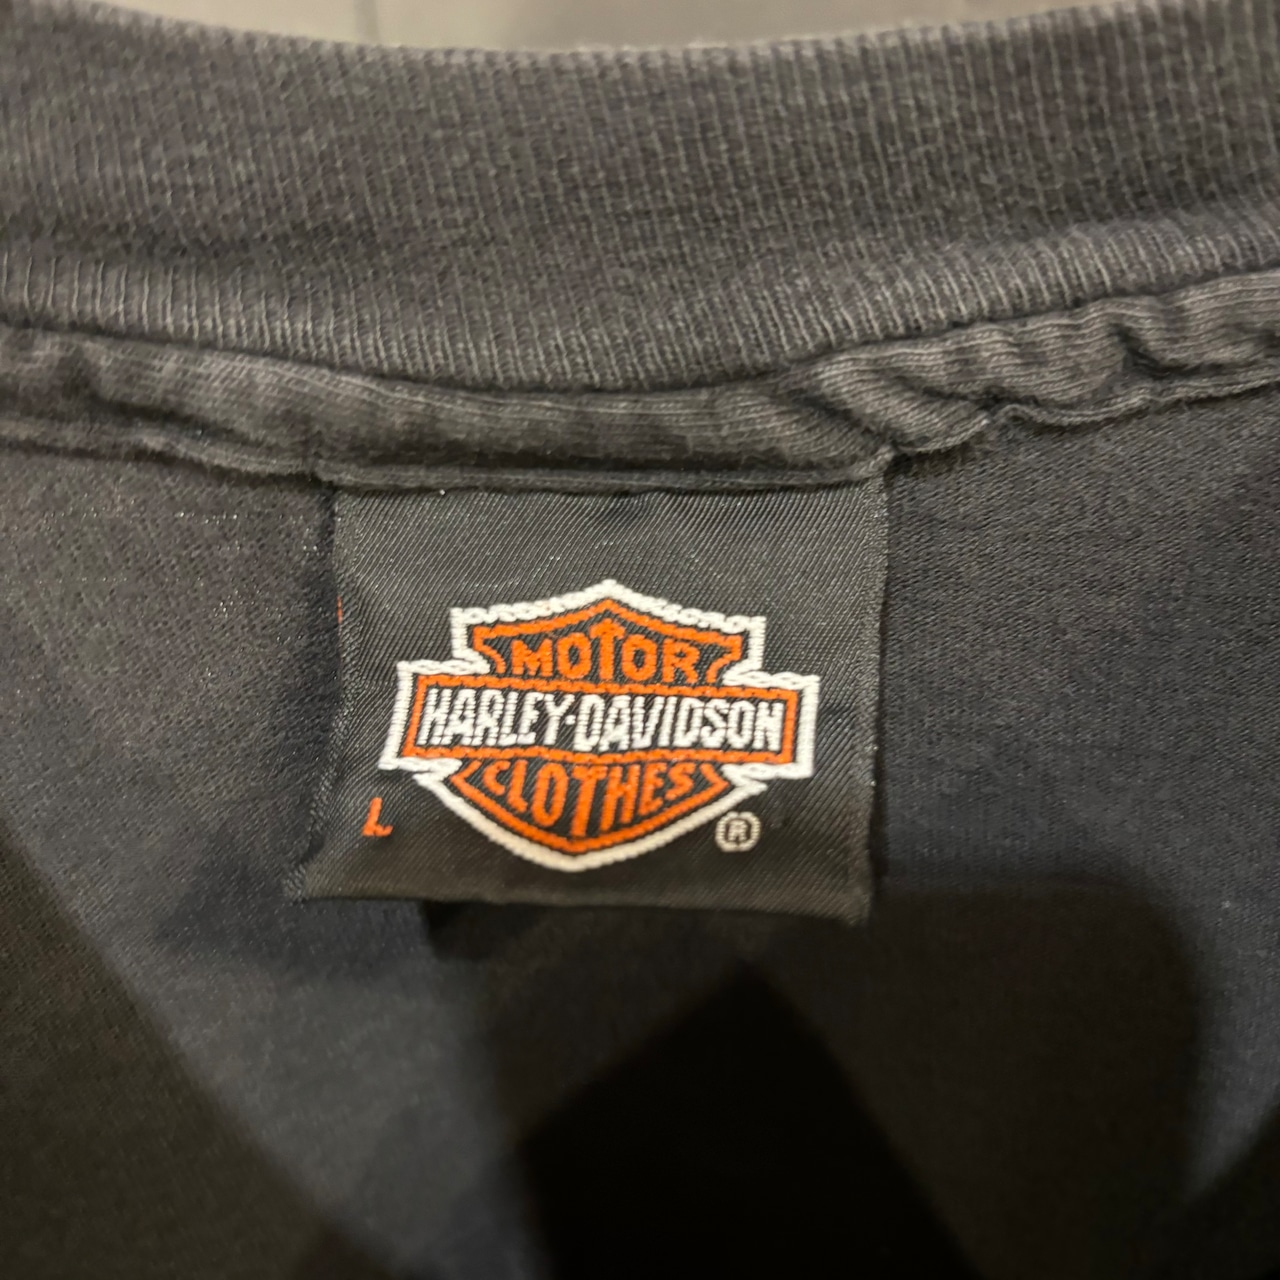 MOTOR
HARLEY-DAVIDSON
CLOTHES
L ®